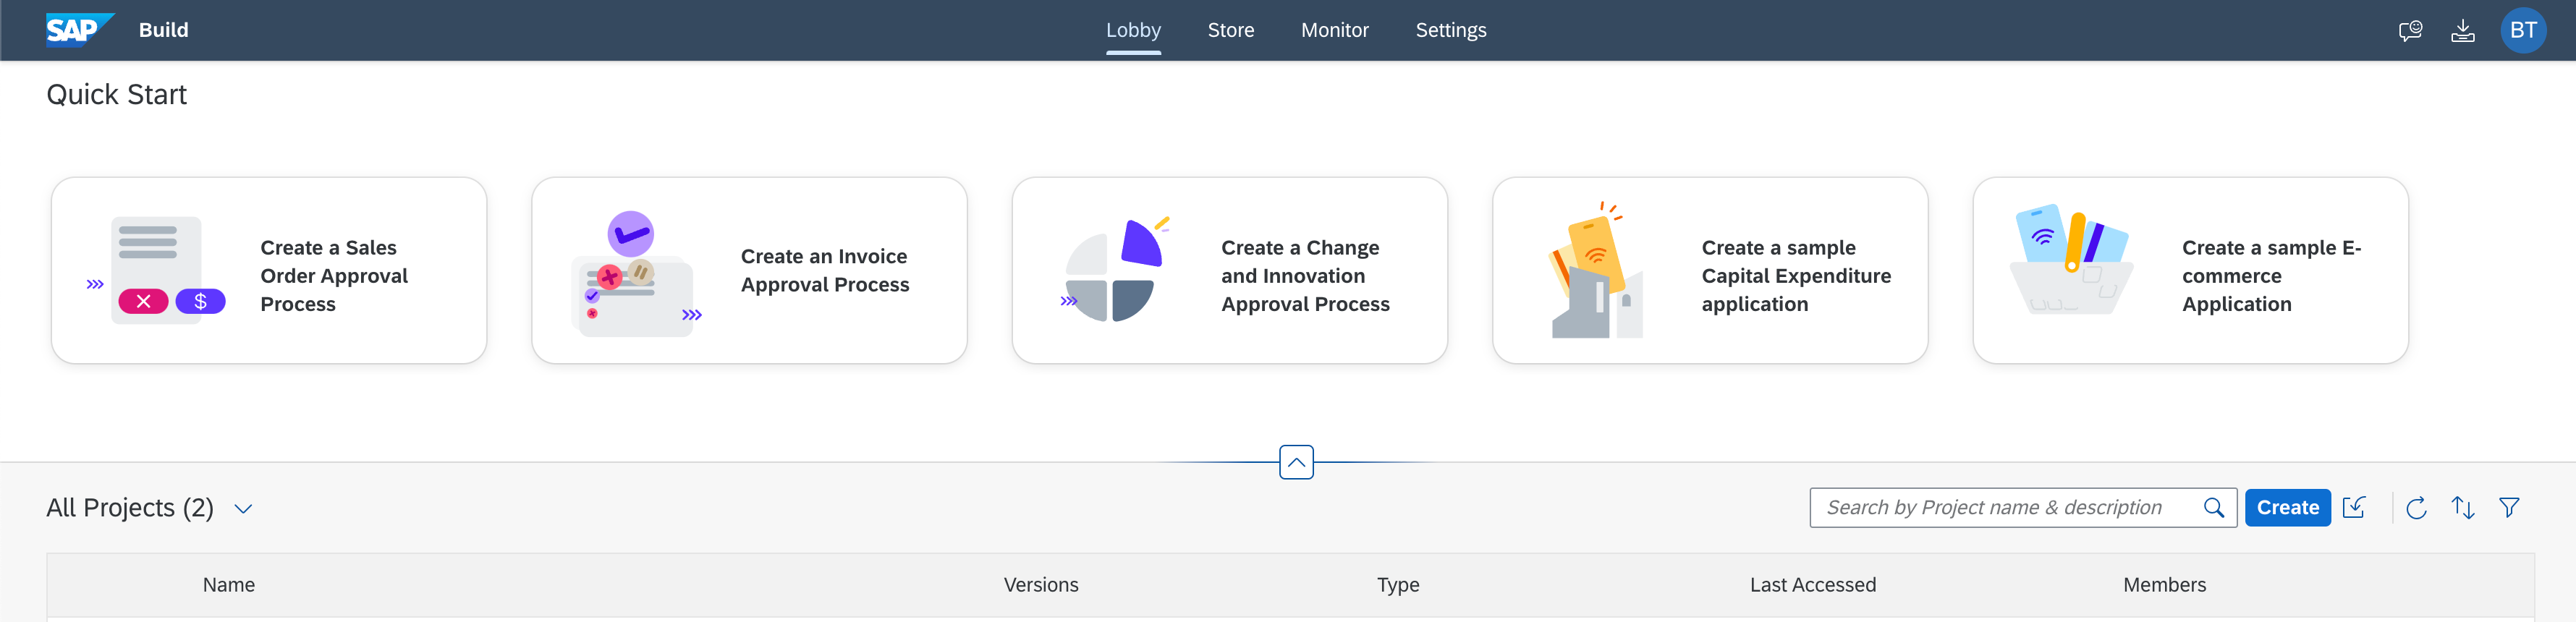 SAP Build Lobby Store Monitor Settings BT
Quick Start
Create a Sales
Order Approval
Process
$
Create an Invoice
Approval Process
Create a Change
and Innovation
Approval Process
Create a sample
Capital Expenditure
application
Create a sample E-
commerce
Application
All Projects (2) Search by Project name & description Create
Name Versions Type Last Accessed Members